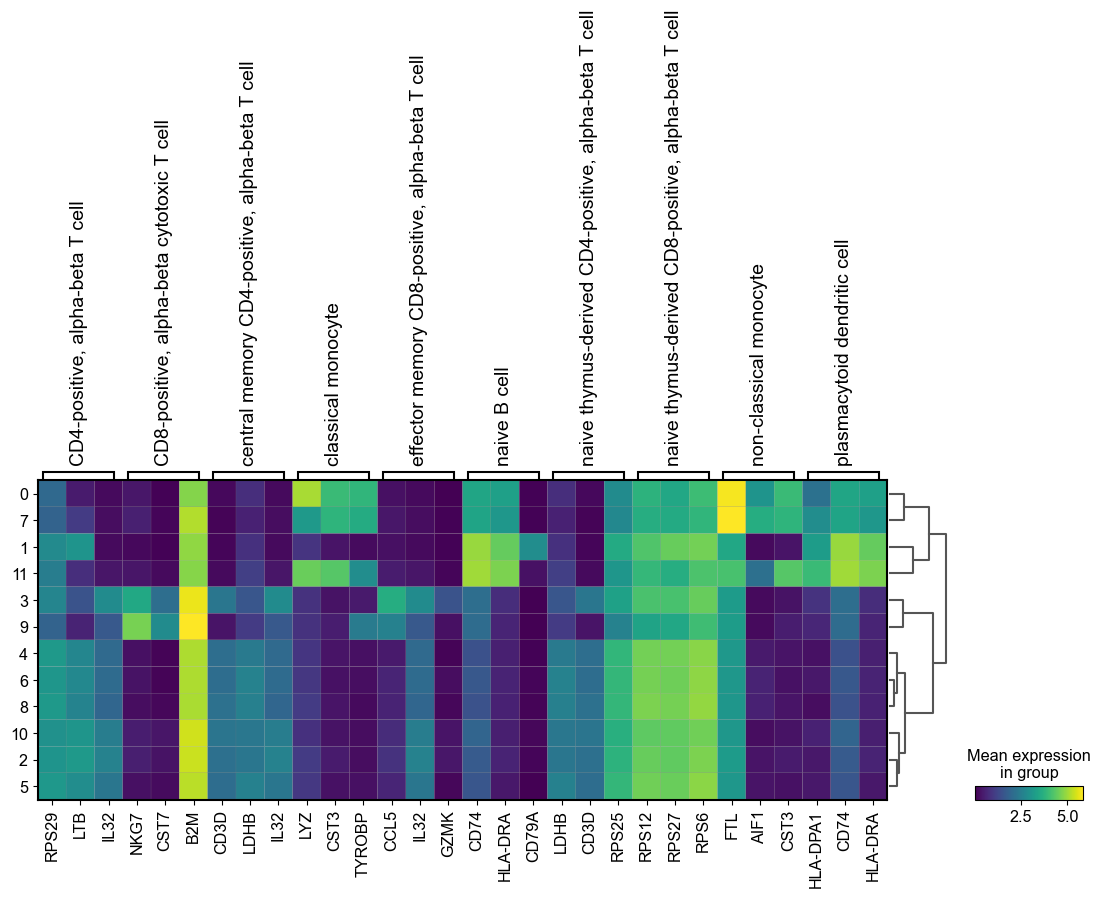 CD4-positive, alpha-beta T cell
CD8-positive, alpha-beta cytotoxic T cell
central memory CD4-positive, alpha-beta T cell
classical monocyte
effector memory CD8-positive, alpha-beta T cell
naive B cell
naive thymus-derived CD4-positive, alpha-beta T cell
naive thymus-derived CD8-positive, alpha-beta T cell
non-classical monocyte
plasmacytoid dendritic cell
0
7
1
11
3
9
4
6
8
10
2
5
RPS29
LTB
IL32
NKG7
CST7
B2M
CD3D
LDHB
IL32
LYZ
CST3
TYROBP
CCL5
IL32
GZMK
CD74
HLA-DRA
CD79A
LDHB
CD3D
RPS25
RPS12
RPS27
RPS6
FTL
AIF1
CST3
HLA-DPA1
CD74
HLA-DRA
Mean expression
in group
2.5 5.0